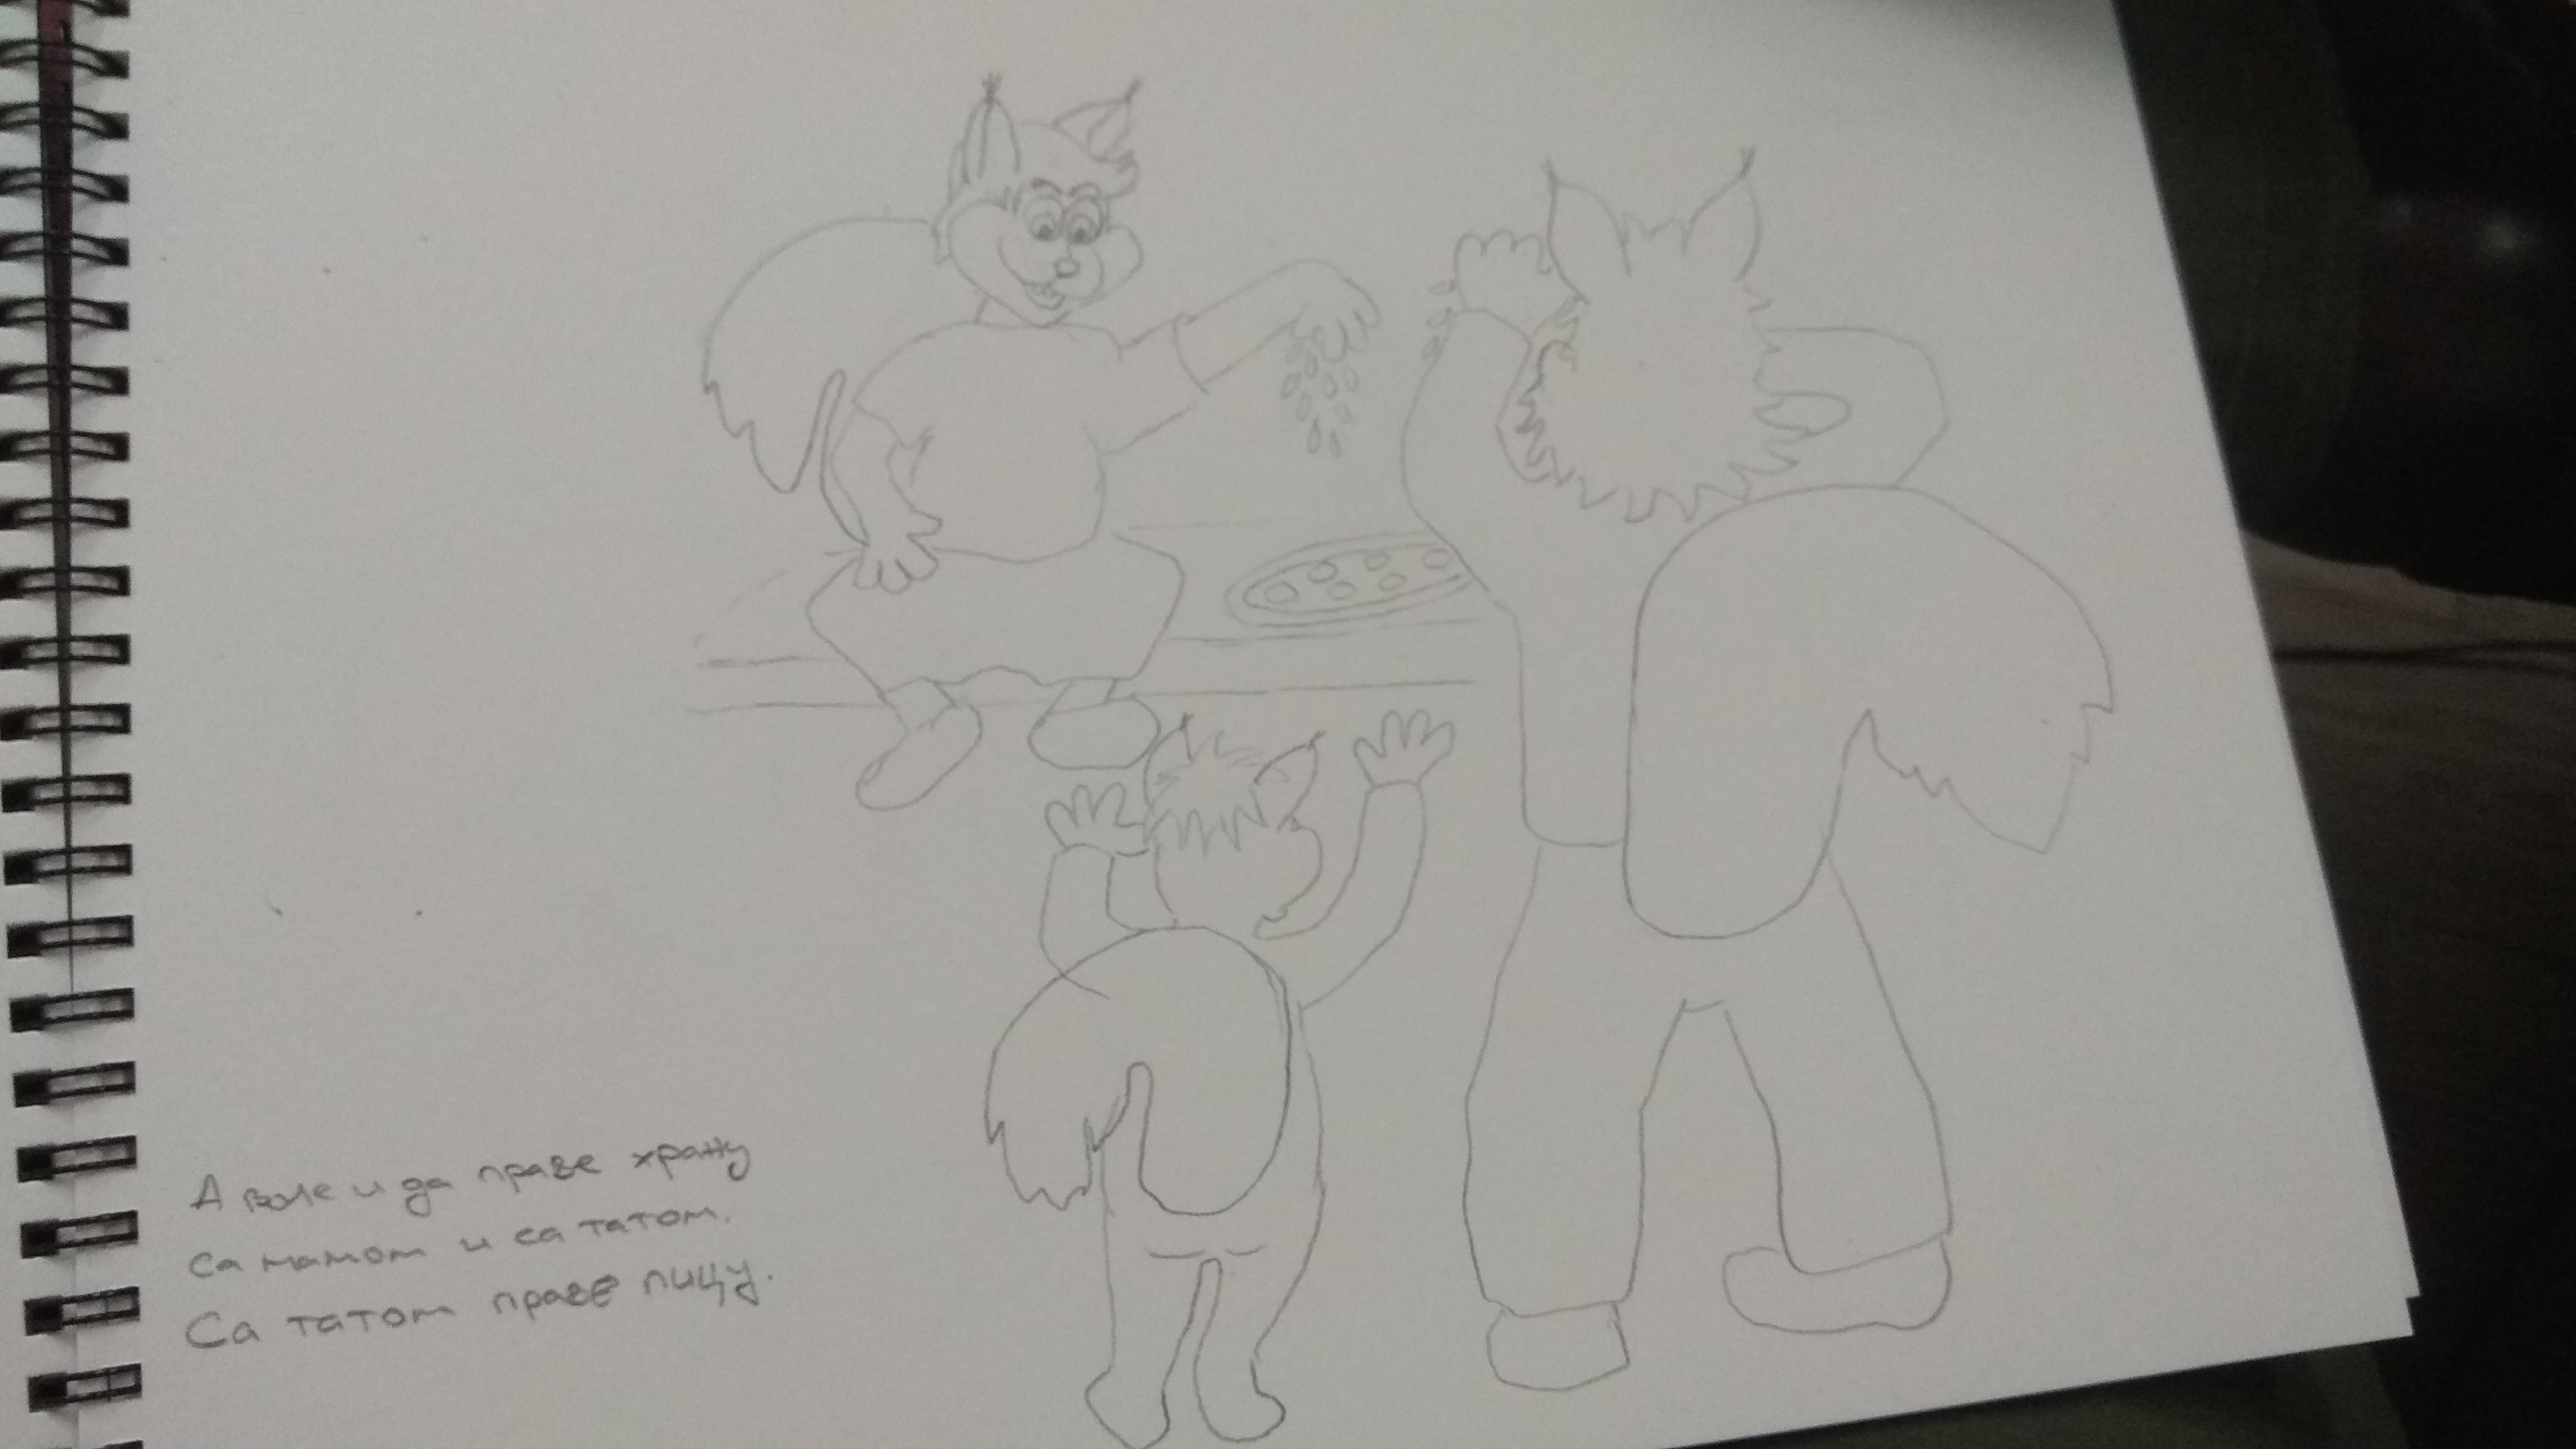 А воле и да праве храну
са мамом и са татом.
Са татом праве пицу.